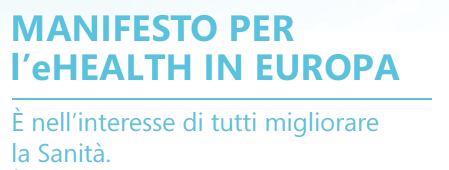 MANIFESTO PER
l’eHEALTH IN EUROPA
È nell’interesse di tutti migliorare
la Sanità.